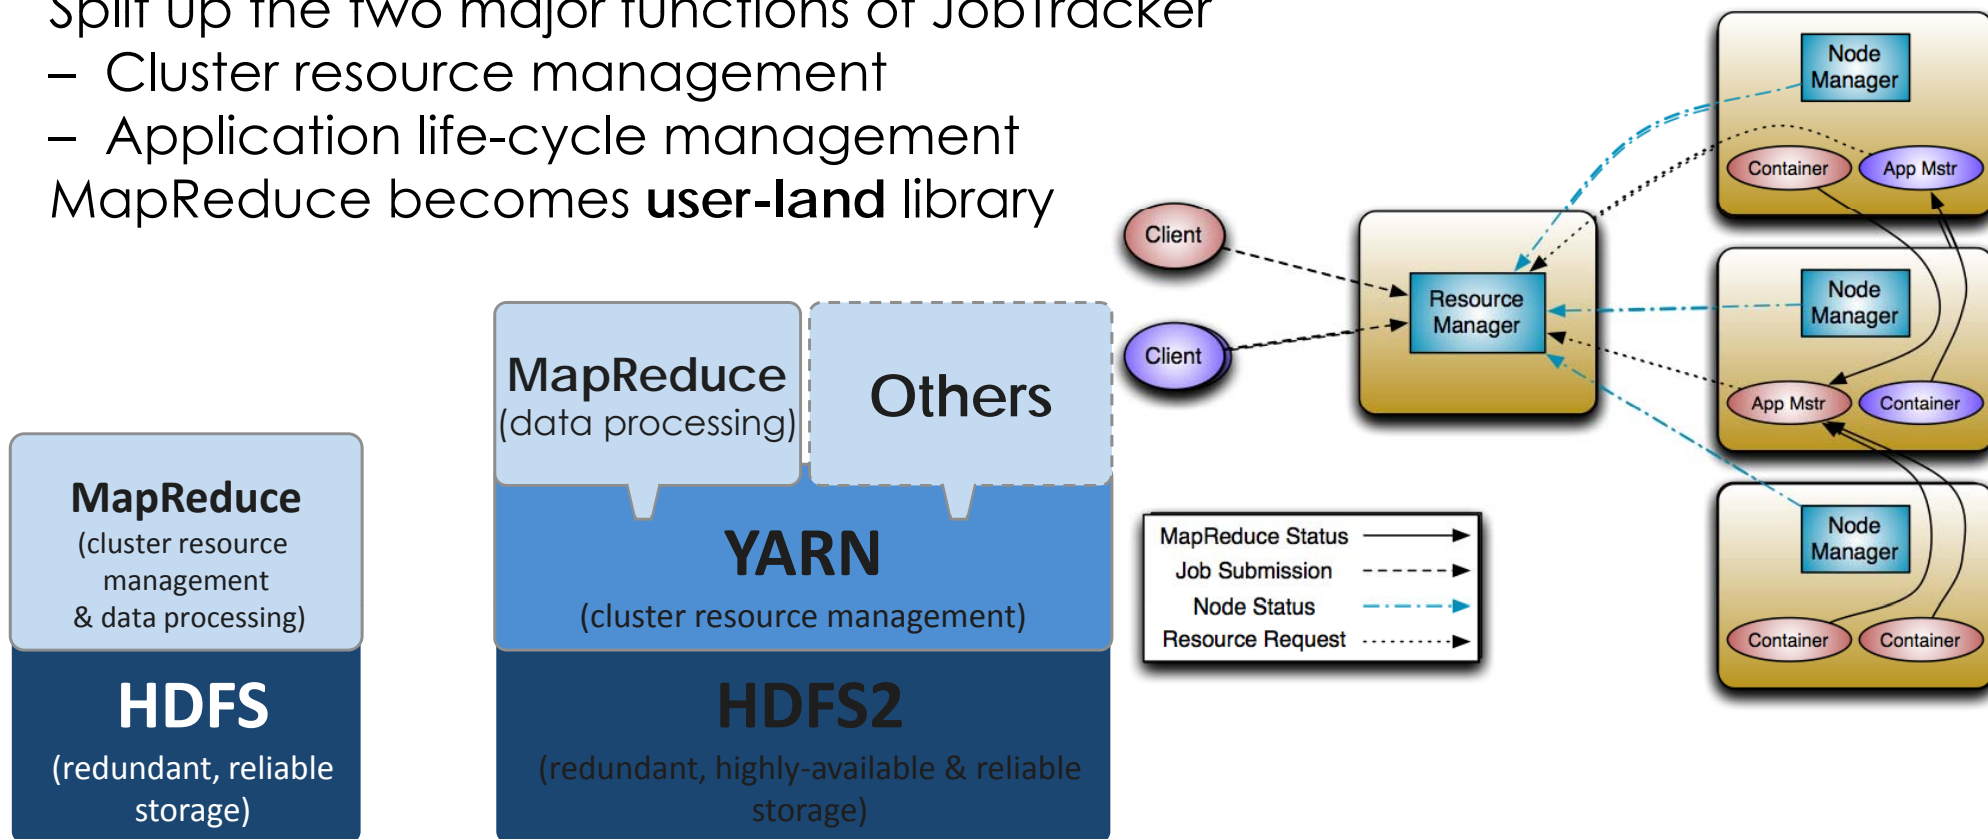 Split up the two major functions of JobTracker
– Cluster resource management
– Application life-cycle management
MapReduce becomes user-land library
MapReduce
(cluster resource
management
& data processing)
HDFS
(redundant, reliable
storage)
MapReduce
(data processing)
Others
YARN
(cluster resource management)
HDFS2
(redundant, highly-available & reliable
storage)
Client
Client
Resource
Manager
Node
Manager
Container
App Mstr
Node
Manager
App Mstr
Container
Node
Manager
Container
Container
MapReduce Status
Job Submission
Node Status
Resource Request